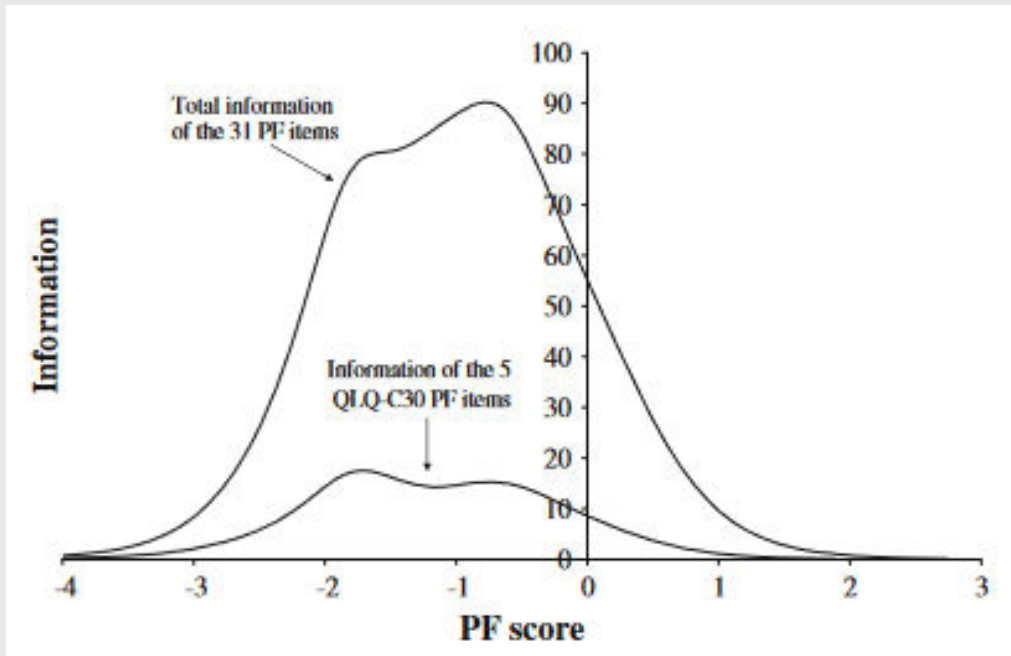 100
90
80
70
60
50
40
30
20
10
0
Total information
of the 31 PF items
Information of the 5
QLQ-C30 PF items
Information
-4 -3 -2 -1 0 1 2 3
PF score